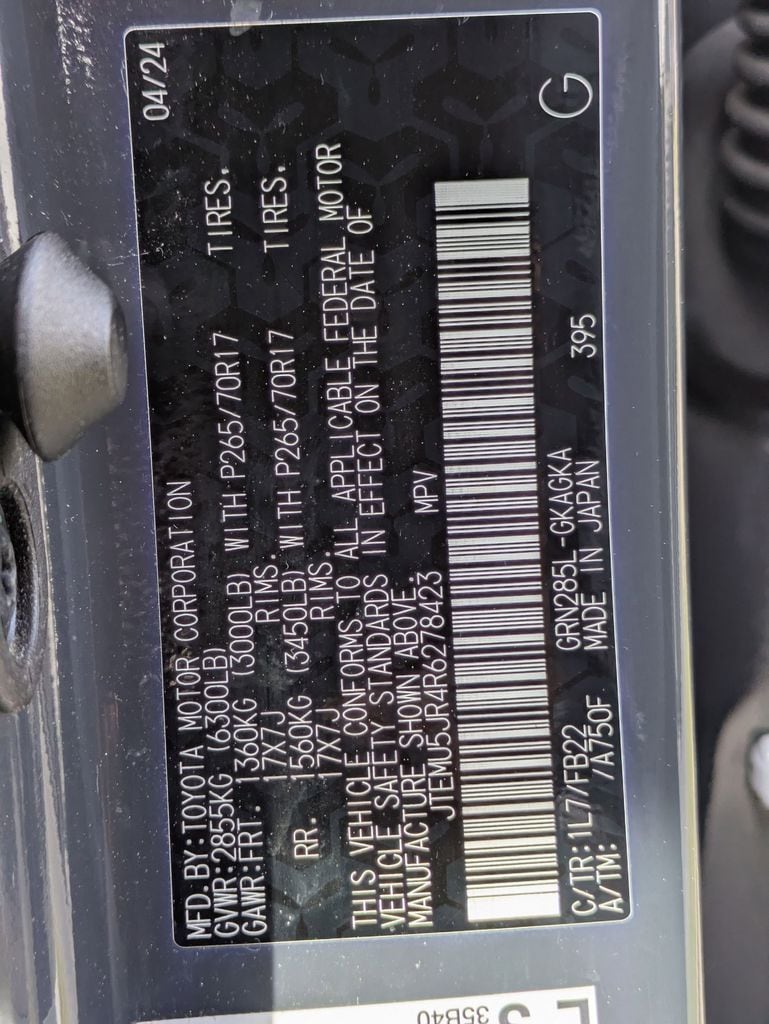 MFD.BY:TOYOTA MOTOR CORPORATION 04/24
GVWR:2855KG (6300LB)
GAWR:FRT. 1360KG (3000LB) WITH P265/70R17 TIRES.
17X7J RIMS.
RR. 1560KG (3450LB) WITH P265/70R17 TIRES.
17X7J RIMS.
THIS VEHICLE CONFORMS TO ALL APPLICABLE FEDERAL MOTOR
VEHICLE SAFETY STANDARDS IN EFFECT ON THE DATE OF
MANUFACTURE SHOWN ABOVE.
JTEMU5JR4R6278423 MPV
C/TR:1L7/FB22 GRN285L-GKAGKA
A/TM: /A750F MADE IN JAPAN 395 G
35B40